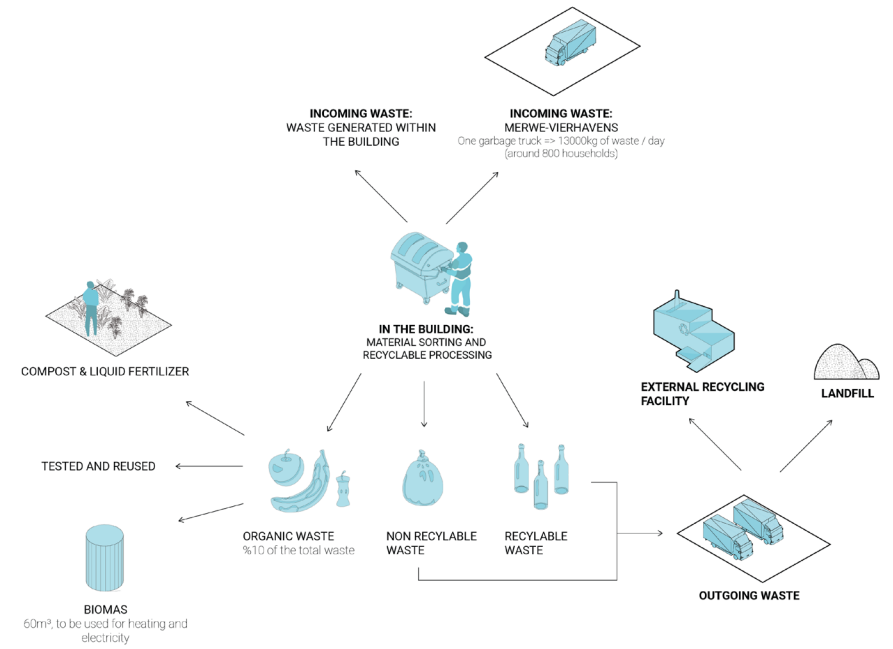 INCOMING WASTE:
WASTE GENERATED WITHIN
THE BUILDING
INCOMING WASTE:
MERWE-VIERHAVENS
One garbage truck => 13000kg of waste / day
(around 800 households)
IN THE BUILDING:
MATERIAL SORTING AND
RECYCLABLE PROCESSING
COMPOST & LIQUID FERTILIZER
EXTERNAL RECYCLING
FACILITY
LANDFILL
TESTED AND REUSED
ORGANIC WASTE
%10 of the total waste
NON RECYLABLE
WASTE
RECYLABLE
WASTE
OUTGOING WASTE
BIOMAS
60m³, to be used for heating and
electricity